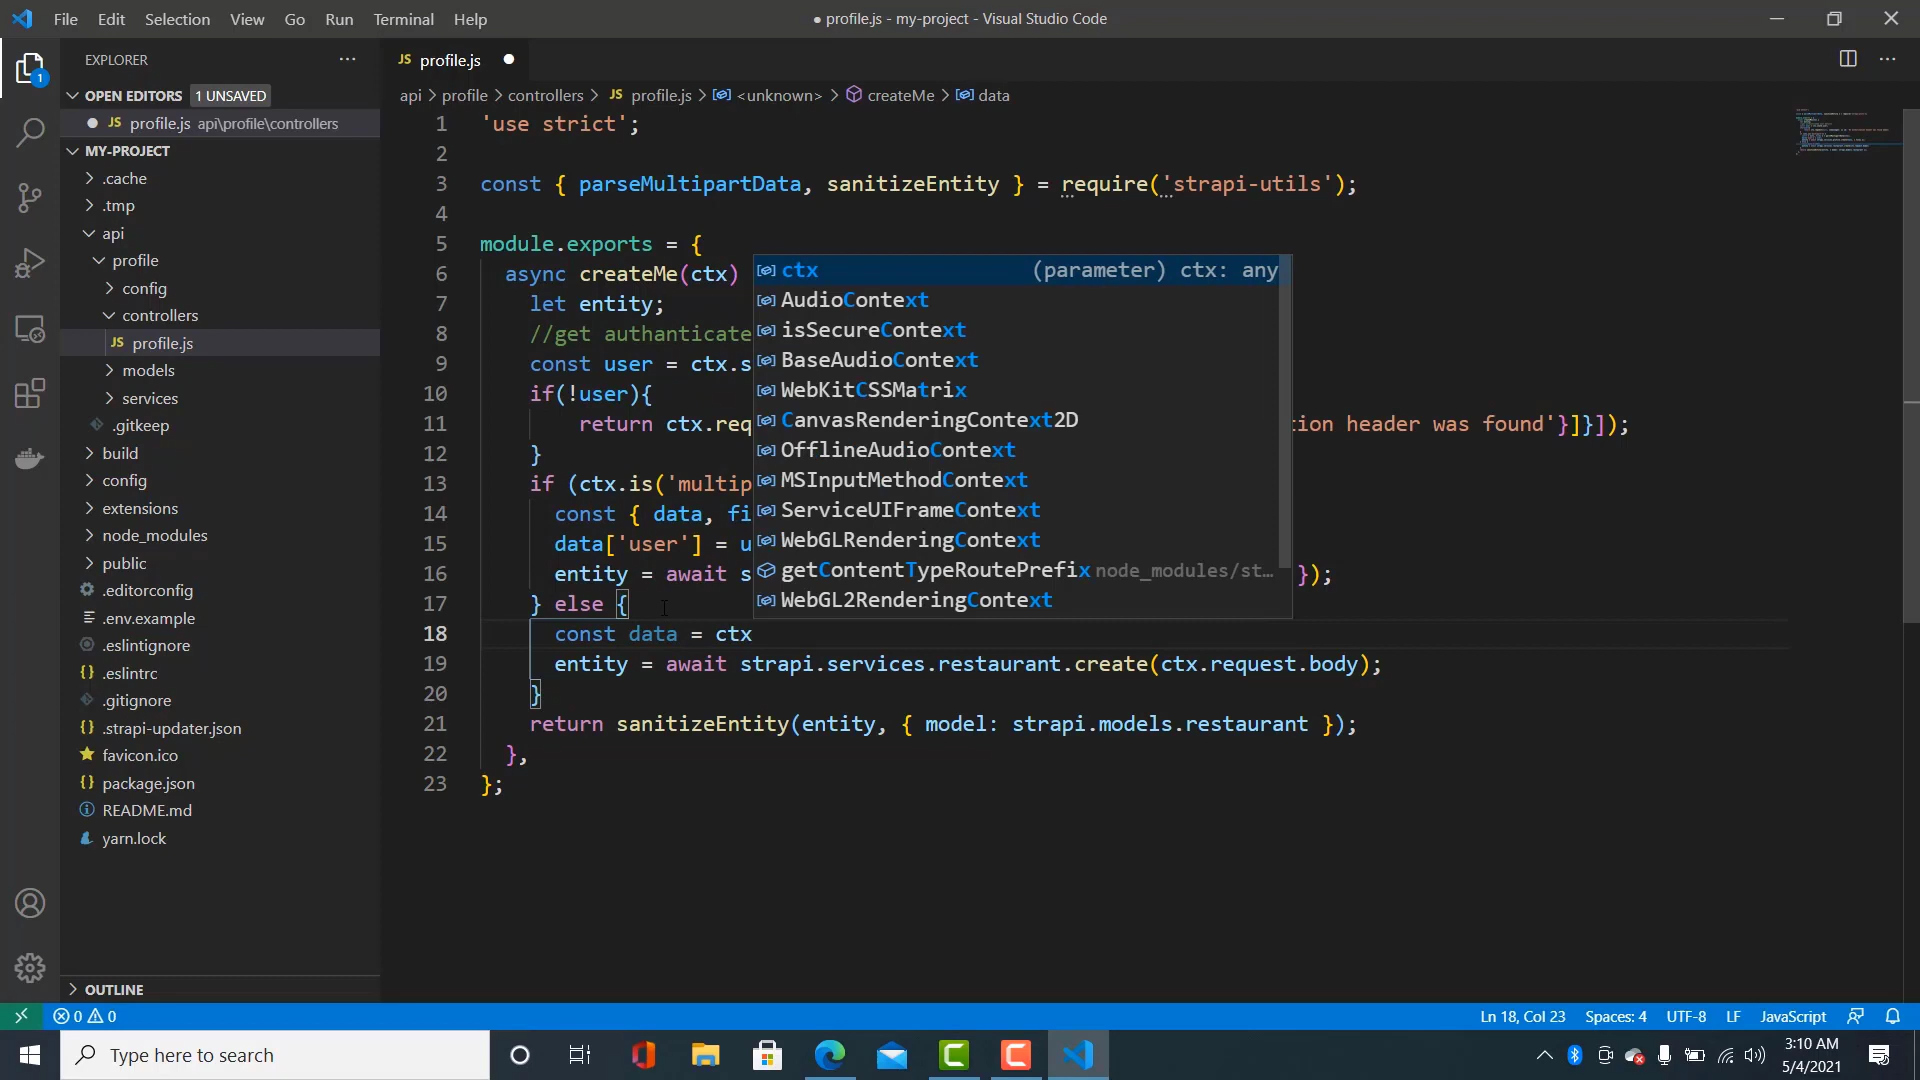 File Edit Selection View Go Run Terminal Help
● profile.js - my-project - Visual Studio Code
EXPLORER
OPEN EDITORS 1 UNSAVED
● JS profile.js api\profile\controllers
MY-PROJECT
.cache
.tmp
api
profile
config
controllers
JS profile.js
models
services
.gitkeep
build
config
extensions
node_modules
public
.editorconfig
.env.example
.eslintignore
.eslintrc
.gitignore
.strapi-updater.json
favicon.ico
package.json
README.md
yarn.lock
OUTLINE
JS profile.js ●
api > profile > controllers > JS profile.js > <unknown> > createMe > data
1 'use strict';
2
3 const { parseMultipartData, sanitizeEntity } = require('strapi-utils');
4
5 module.exports = {
6 async createMe(ctx)
7 let entity;
8 //get authanticate
9 const user = ctx.s
10 if(!user){
11 return ctx.req tion header was found'}]}]);
12 }
13 if (ctx.is('multip
14 const { data, fi
15 data['user'] = u
16 entity = await s });
17 } else {
18 const data = ctx
19 entity = await strapi.services.restaurant.create(ctx.request.body);
20 }
21 return sanitizeEntity(entity, { model: strapi.models.restaurant });
22 },
23 };
ctx (parameter) ctx: any
AudioContext
isSecureContext
BaseAudioContext
WebKitCSSMatrix
CanvasRenderingContext2D
OfflineAudioContext
MSInputMethodContext
ServiceUIFrameContext
WebGLRenderingContext
getContentTypeRoutePrefix node_modules/st…
WebGL2RenderingContext
0 0
Ln 18, Col 23 Spaces: 4 UTF-8 LF JavaScript
Type here to search
3:10 AM
5/4/2021